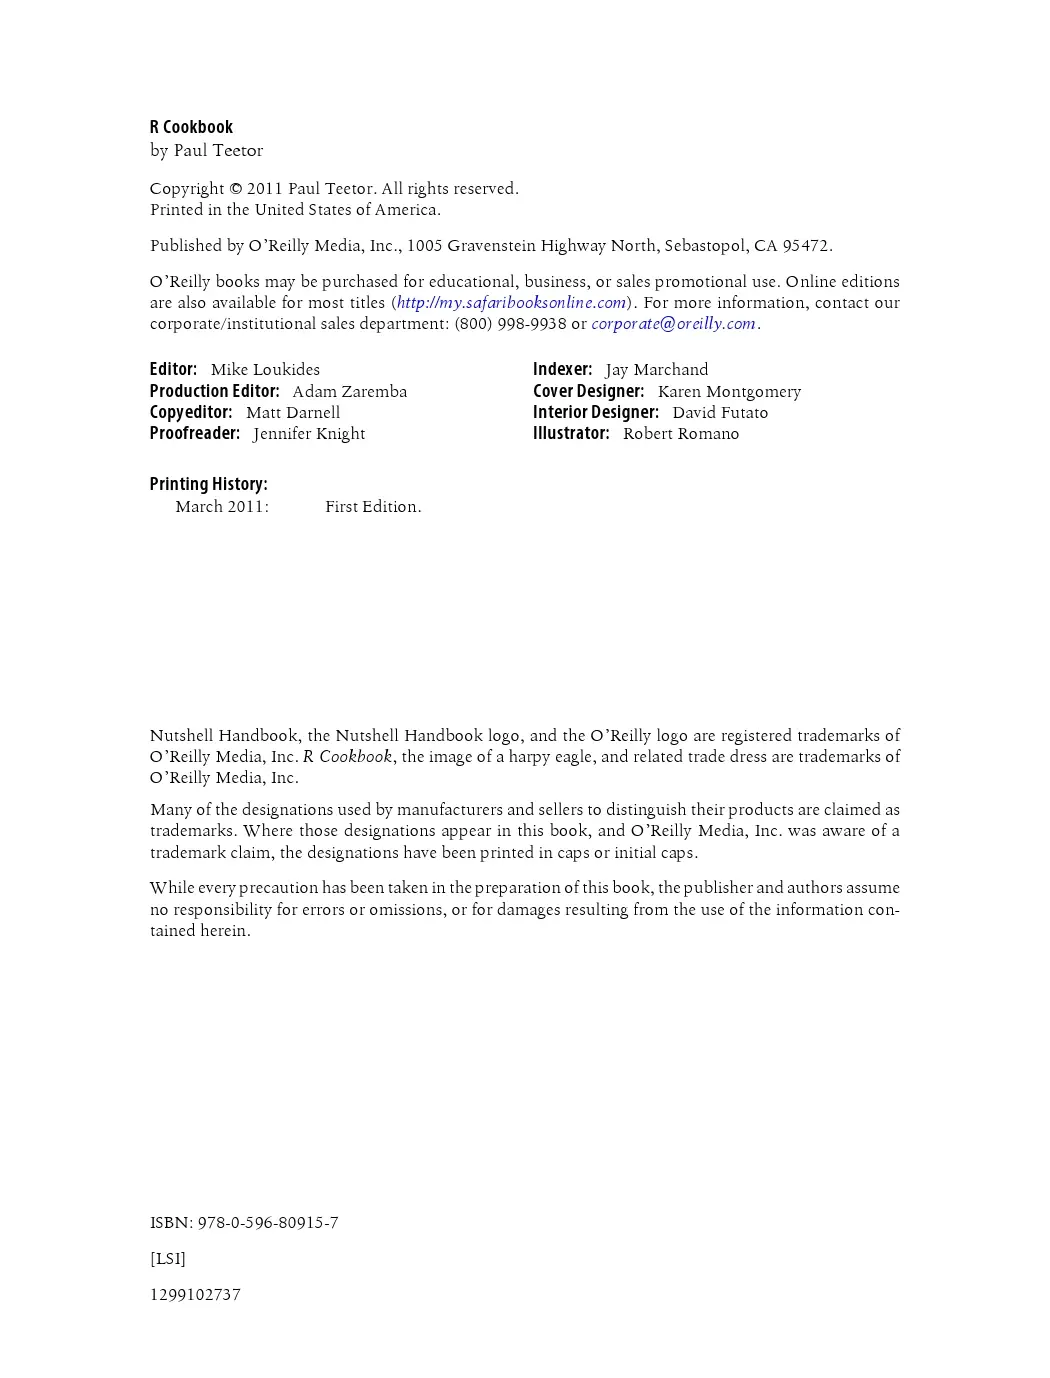 R Cookbook
by Paul Teetor
Copyright © 2011 Paul Teetor. All rights reserved.
Printed in the United States of America.
Published by O’Reilly Media, Inc., 1005 Gravenstein Highway North, Sebastopol, CA 95472.
O’Reilly books may be purchased for educational, business, or sales promotional use. Online editions
are also available for most titles (http://my.safaribooksonline.com). For more information, contact our
corporate/institutional sales department: (800) 998-9938 or corporate@oreilly.com.
Editor: Mike Loukides
Production Editor: Adam Zaremba
Copyeditor: Matt Darnell
Proofreader: Jennifer Knight
Indexer: Jay Marchand
Cover Designer: Karen Montgomery
Interior Designer: David Futato
Illustrator: Robert Romano
Printing History:
March 2011: First Edition.
Nutshell Handbook, the Nutshell Handbook logo, and the O’Reilly logo are registered trademarks of
O’Reilly Media, Inc. R Cookbook, the image of a harpy eagle, and related trade dress are trademarks of
O’Reilly Media, Inc.
Many of the designations used by manufacturers and sellers to distinguish their products are claimed as
trademarks. Where those designations appear in this book, and O’Reilly Media, Inc. was aware of a
trademark claim, the designations have been printed in caps or initial caps.
While every precaution has been taken in the preparation of this book, the publisher and authors assume
no responsibility for errors or omissions, or for damages resulting from the use of the information con-
tained herein.
ISBN: 978-0-596-80915-7
[LSI]
1299102737